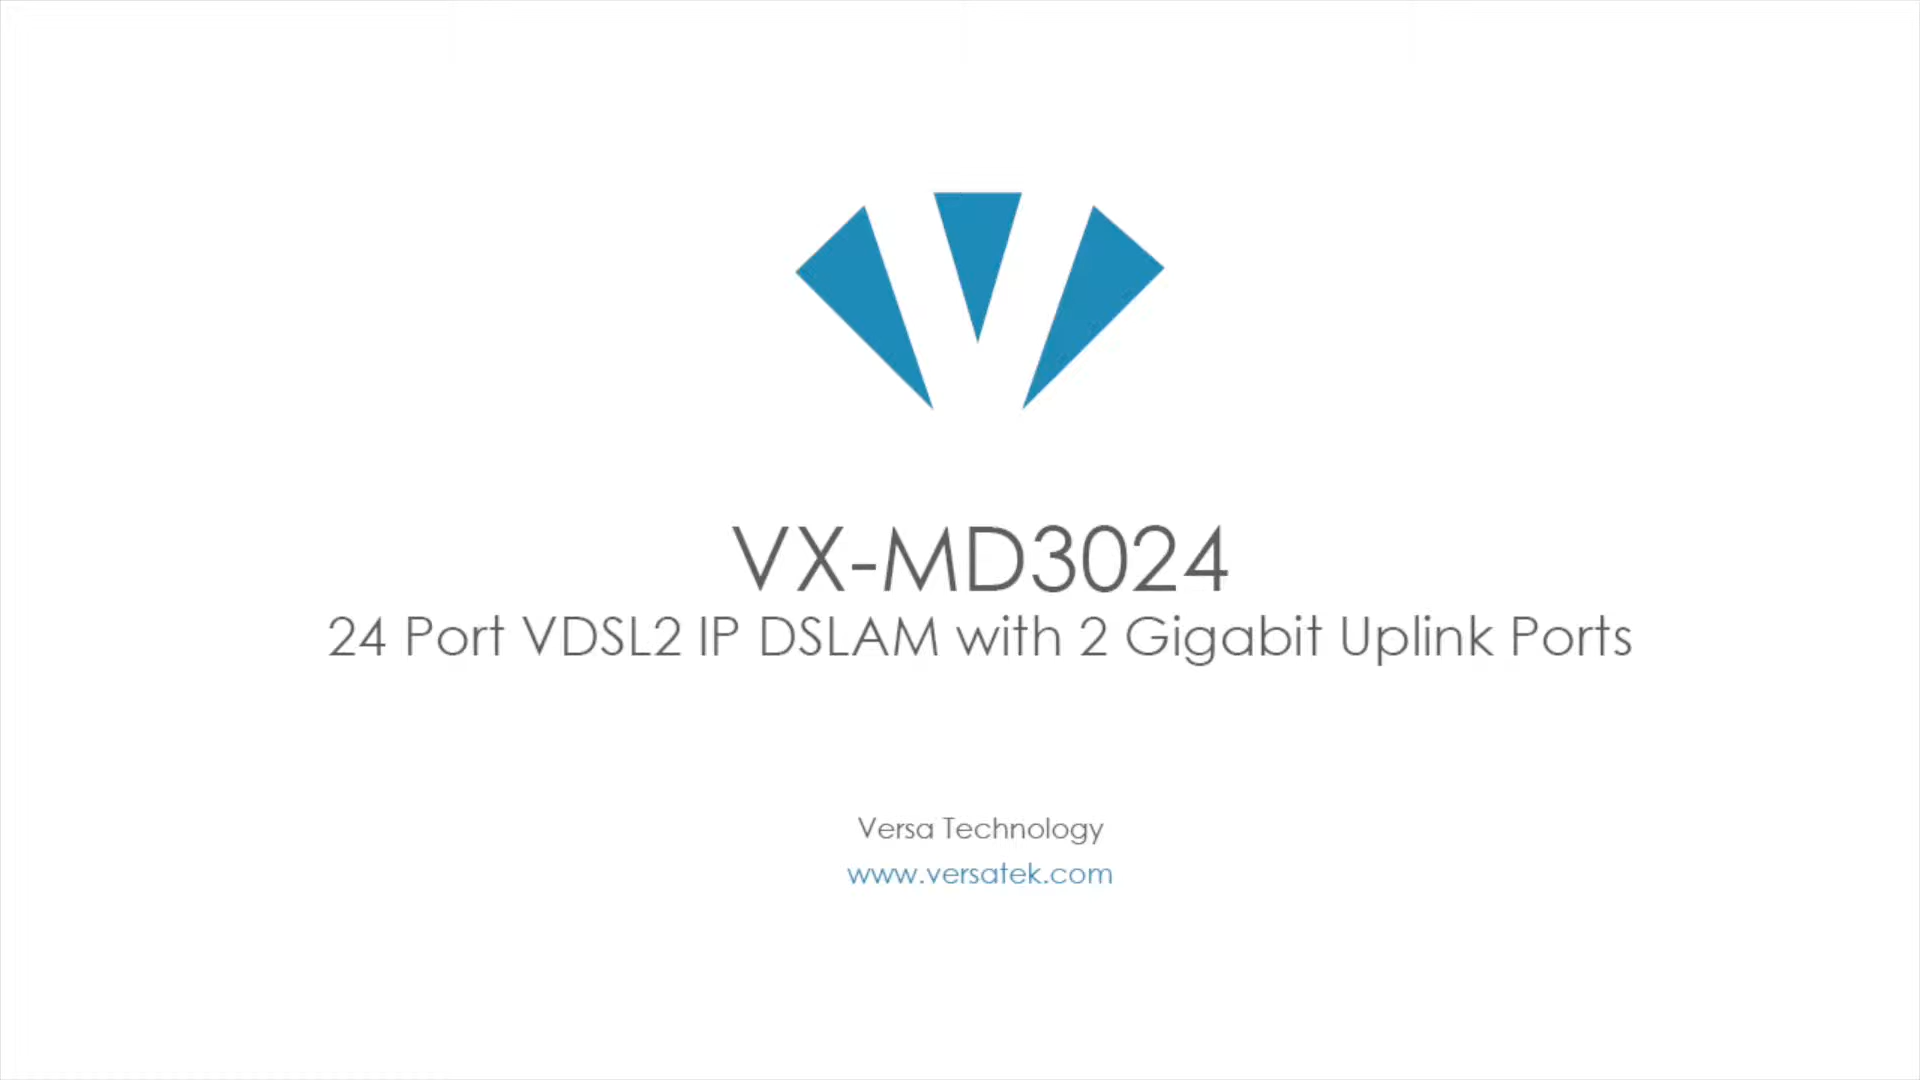 VX-MD3024
24 Port VDSL2 IP DSLAM with 2 Gigabit Uplink Ports
Versa Technology
www.versatek.com